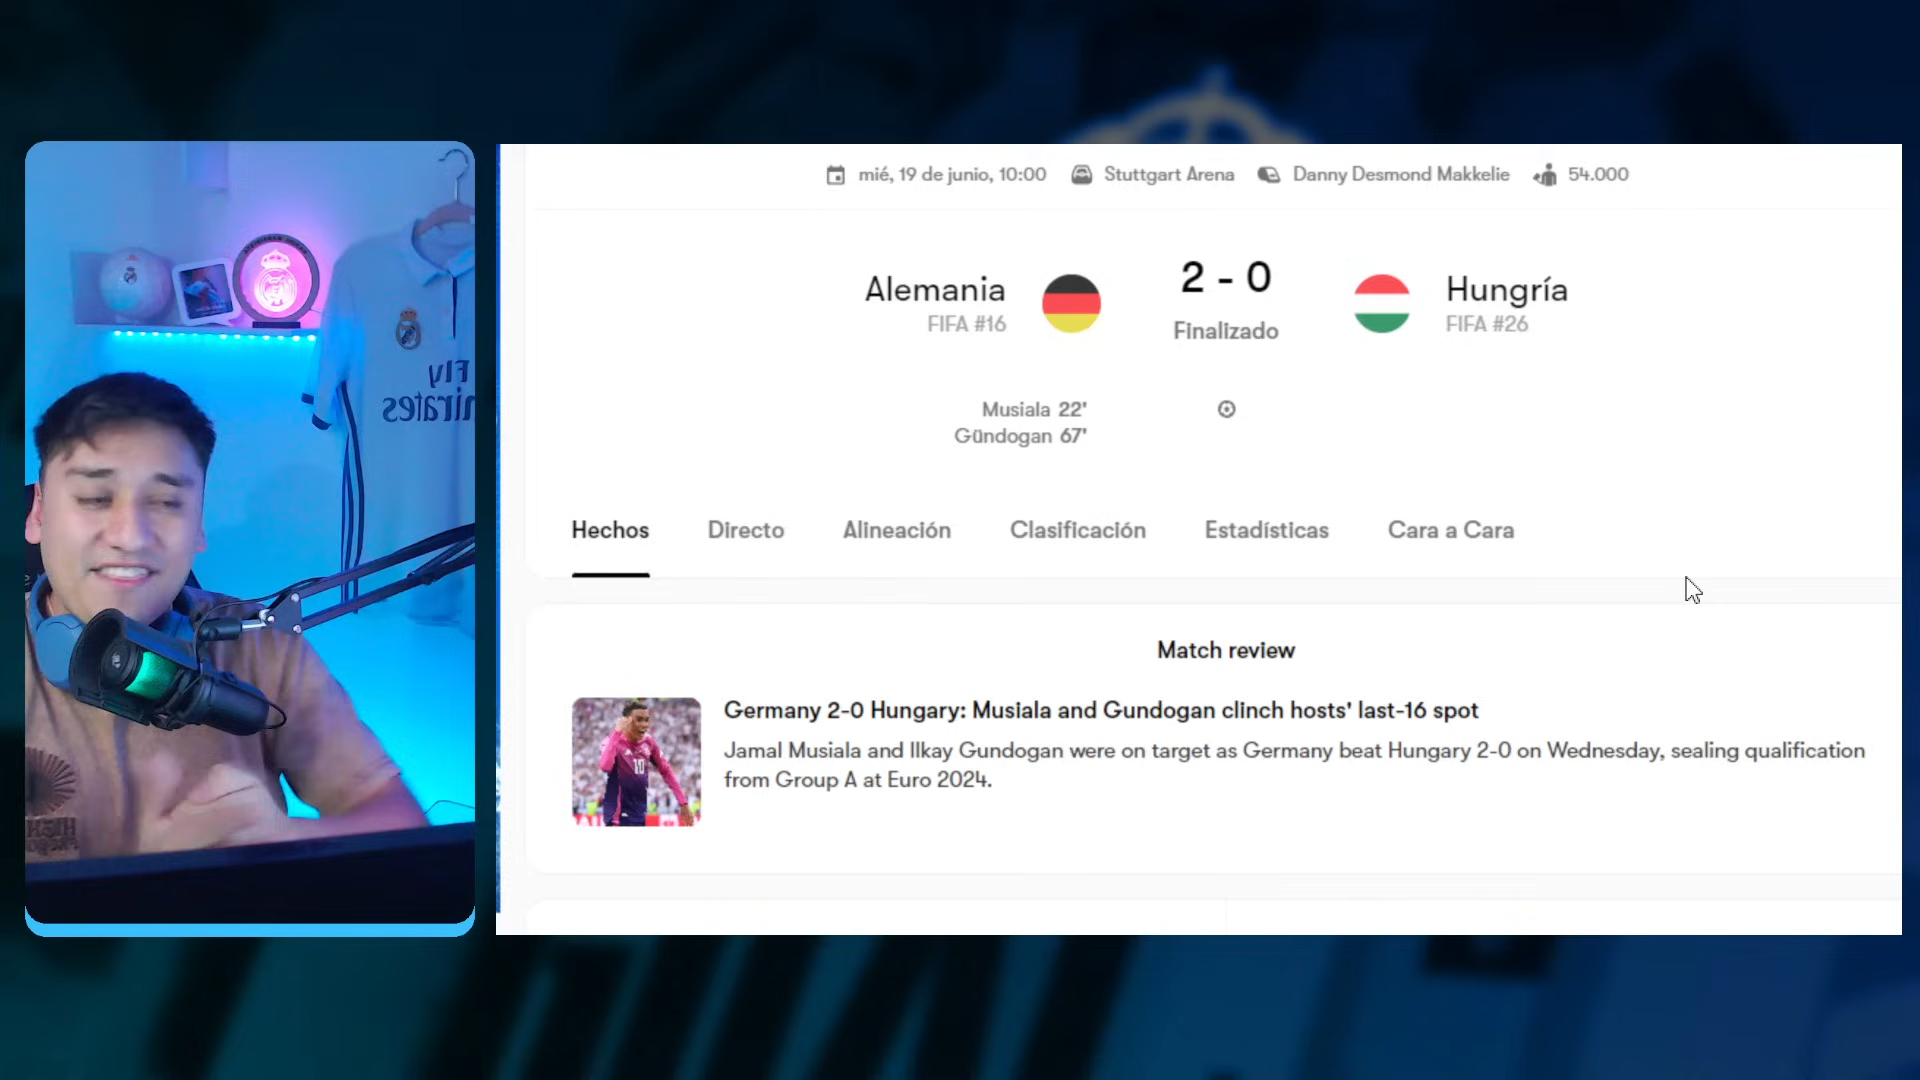 mié, 19 de junio, 10:00 Stuttgart Arena Danny Desmond Makkelie 54.000
Alemania
FIFA #16
2 - 0
Finalizado
Hungría
FIFA #26
Musiala 22'
Gündogan 67'
Hechos Directo Alineación Clasificación Estadísticas Cara a Cara
Match review
Germany 2-0 Hungary: Musiala and Gundogan clinch hosts' last-16 spot
Jamal Musiala and Ilkay Gundogan were on target as Germany beat Hungary 2-0 on Wednesday, sealing qualification
from Group A at Euro 2024.
10
Fly